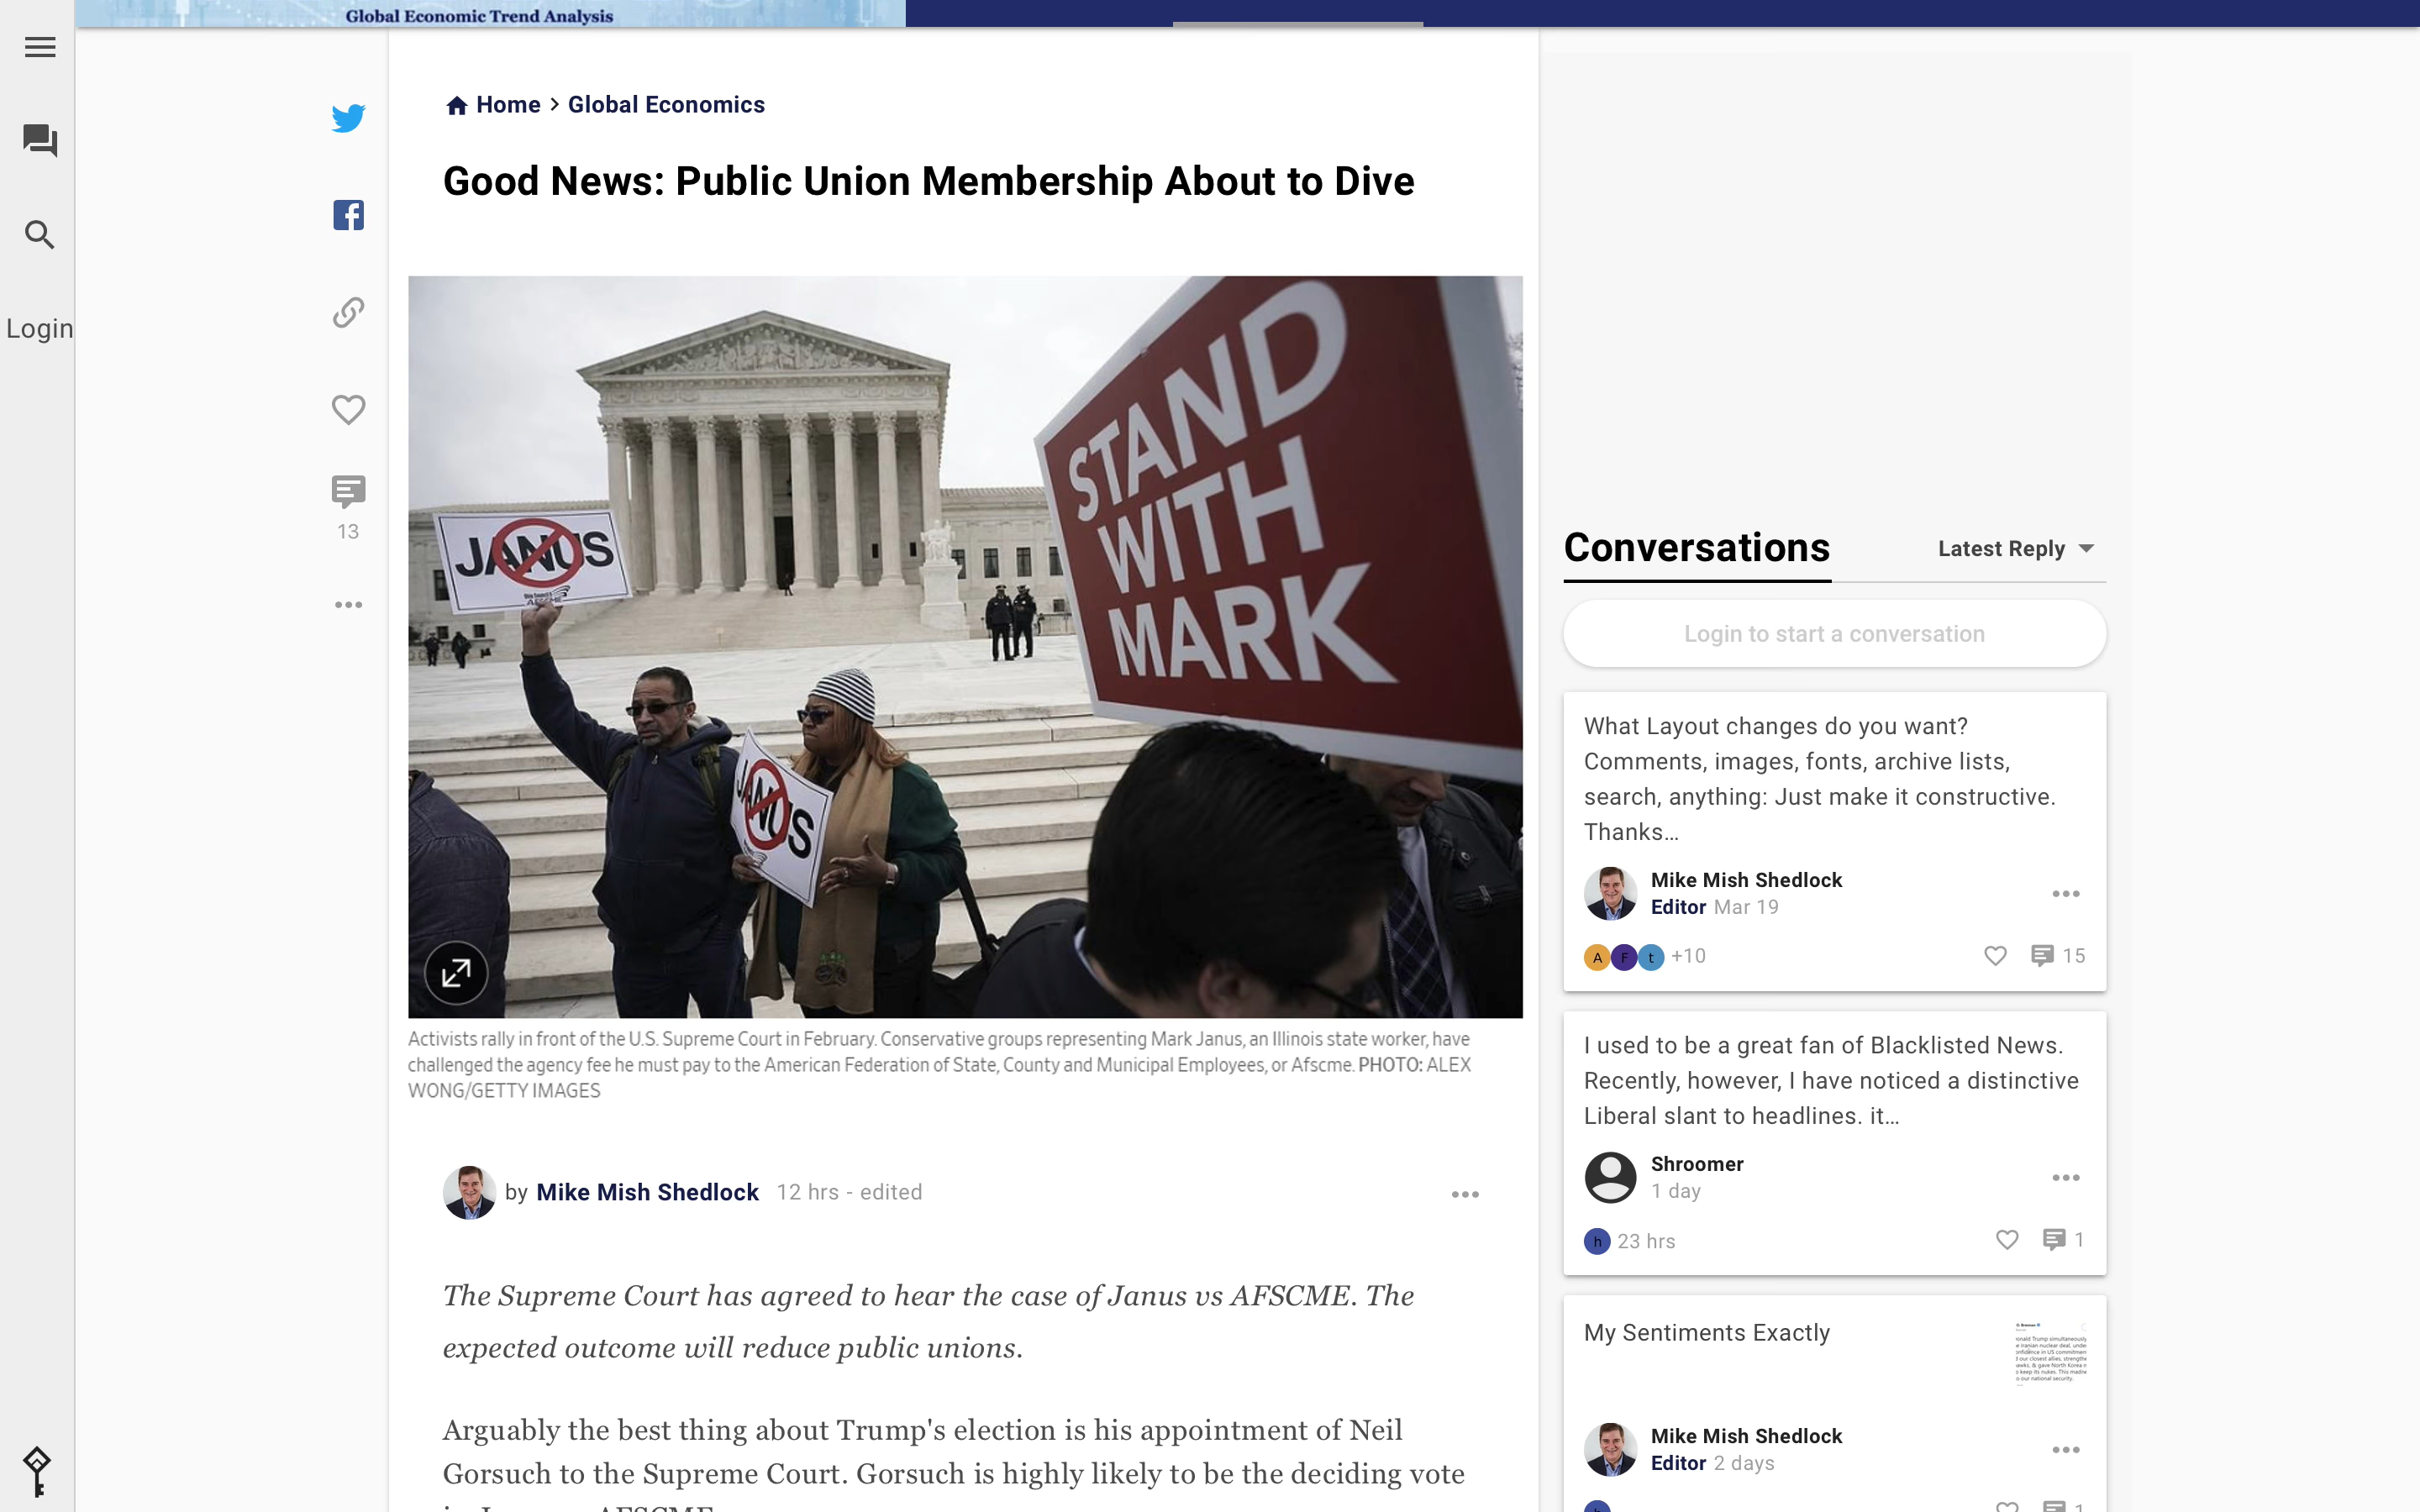 Global Economic Trend Analysis
Login
Home > Global Economics
Good News: Public Union Membership About to Dive
13
JANUS
AFSCME
STAND
WITH
MARK
JANUS
Activists rally in front of the U.S. Supreme Court in February. Conservative groups representing Mark Janus, an Illinois state worker, have
challenged the agency fee he must pay to the American Federation of State, County and Municipal Employees, or Afscme. PHOTO: ALEX
WONG/GETTY IMAGES
by Mike Mish Shedlock 12 hrs - edited
The Supreme Court has agreed to hear the case of Janus vs AFSCME. The
expected outcome will reduce public unions.
Arguably the best thing about Trump's election is his appointment of Neil
Gorsuch to the Supreme Court. Gorsuch is highly likely to be the deciding vote
Conversations
Latest Reply
Login to start a conversation
What Layout changes do you want?
Comments, images, fonts, archive lists,
search, anything: Just make it constructive.
Thanks…
Mike Mish Shedlock
Editor Mar 19
A F t +10
15
I used to be a great fan of Blacklisted News.
Recently, however, I have noticed a distinctive
Liberal slant to headlines. it…
Shroomer
1 day
h 23 hrs
1
My Sentiments Exactly
Mike Mish Shedlock
Editor 2 days